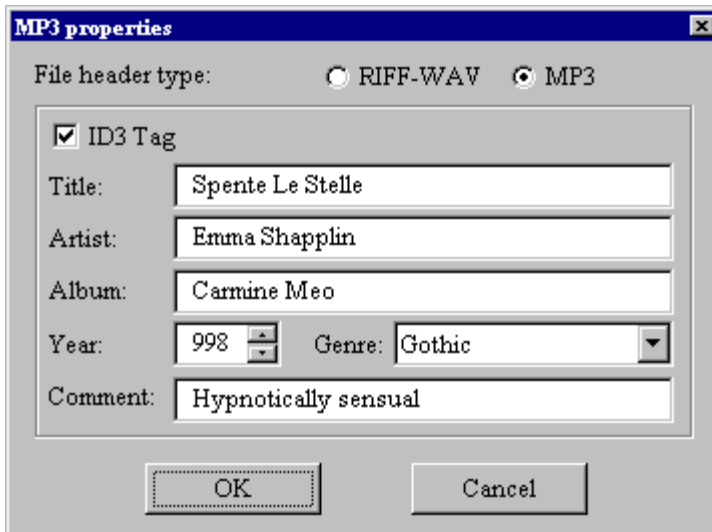 MP3 properties
File header type: RIFF-WAV MP3
ID3 Tag
Title: Spente Le Stelle
Artist: Emma Shapplin
Album: Carmine Meo
Year: 998 Genre: Gothic
Comment: Hypnotically sensual
OK Cancel